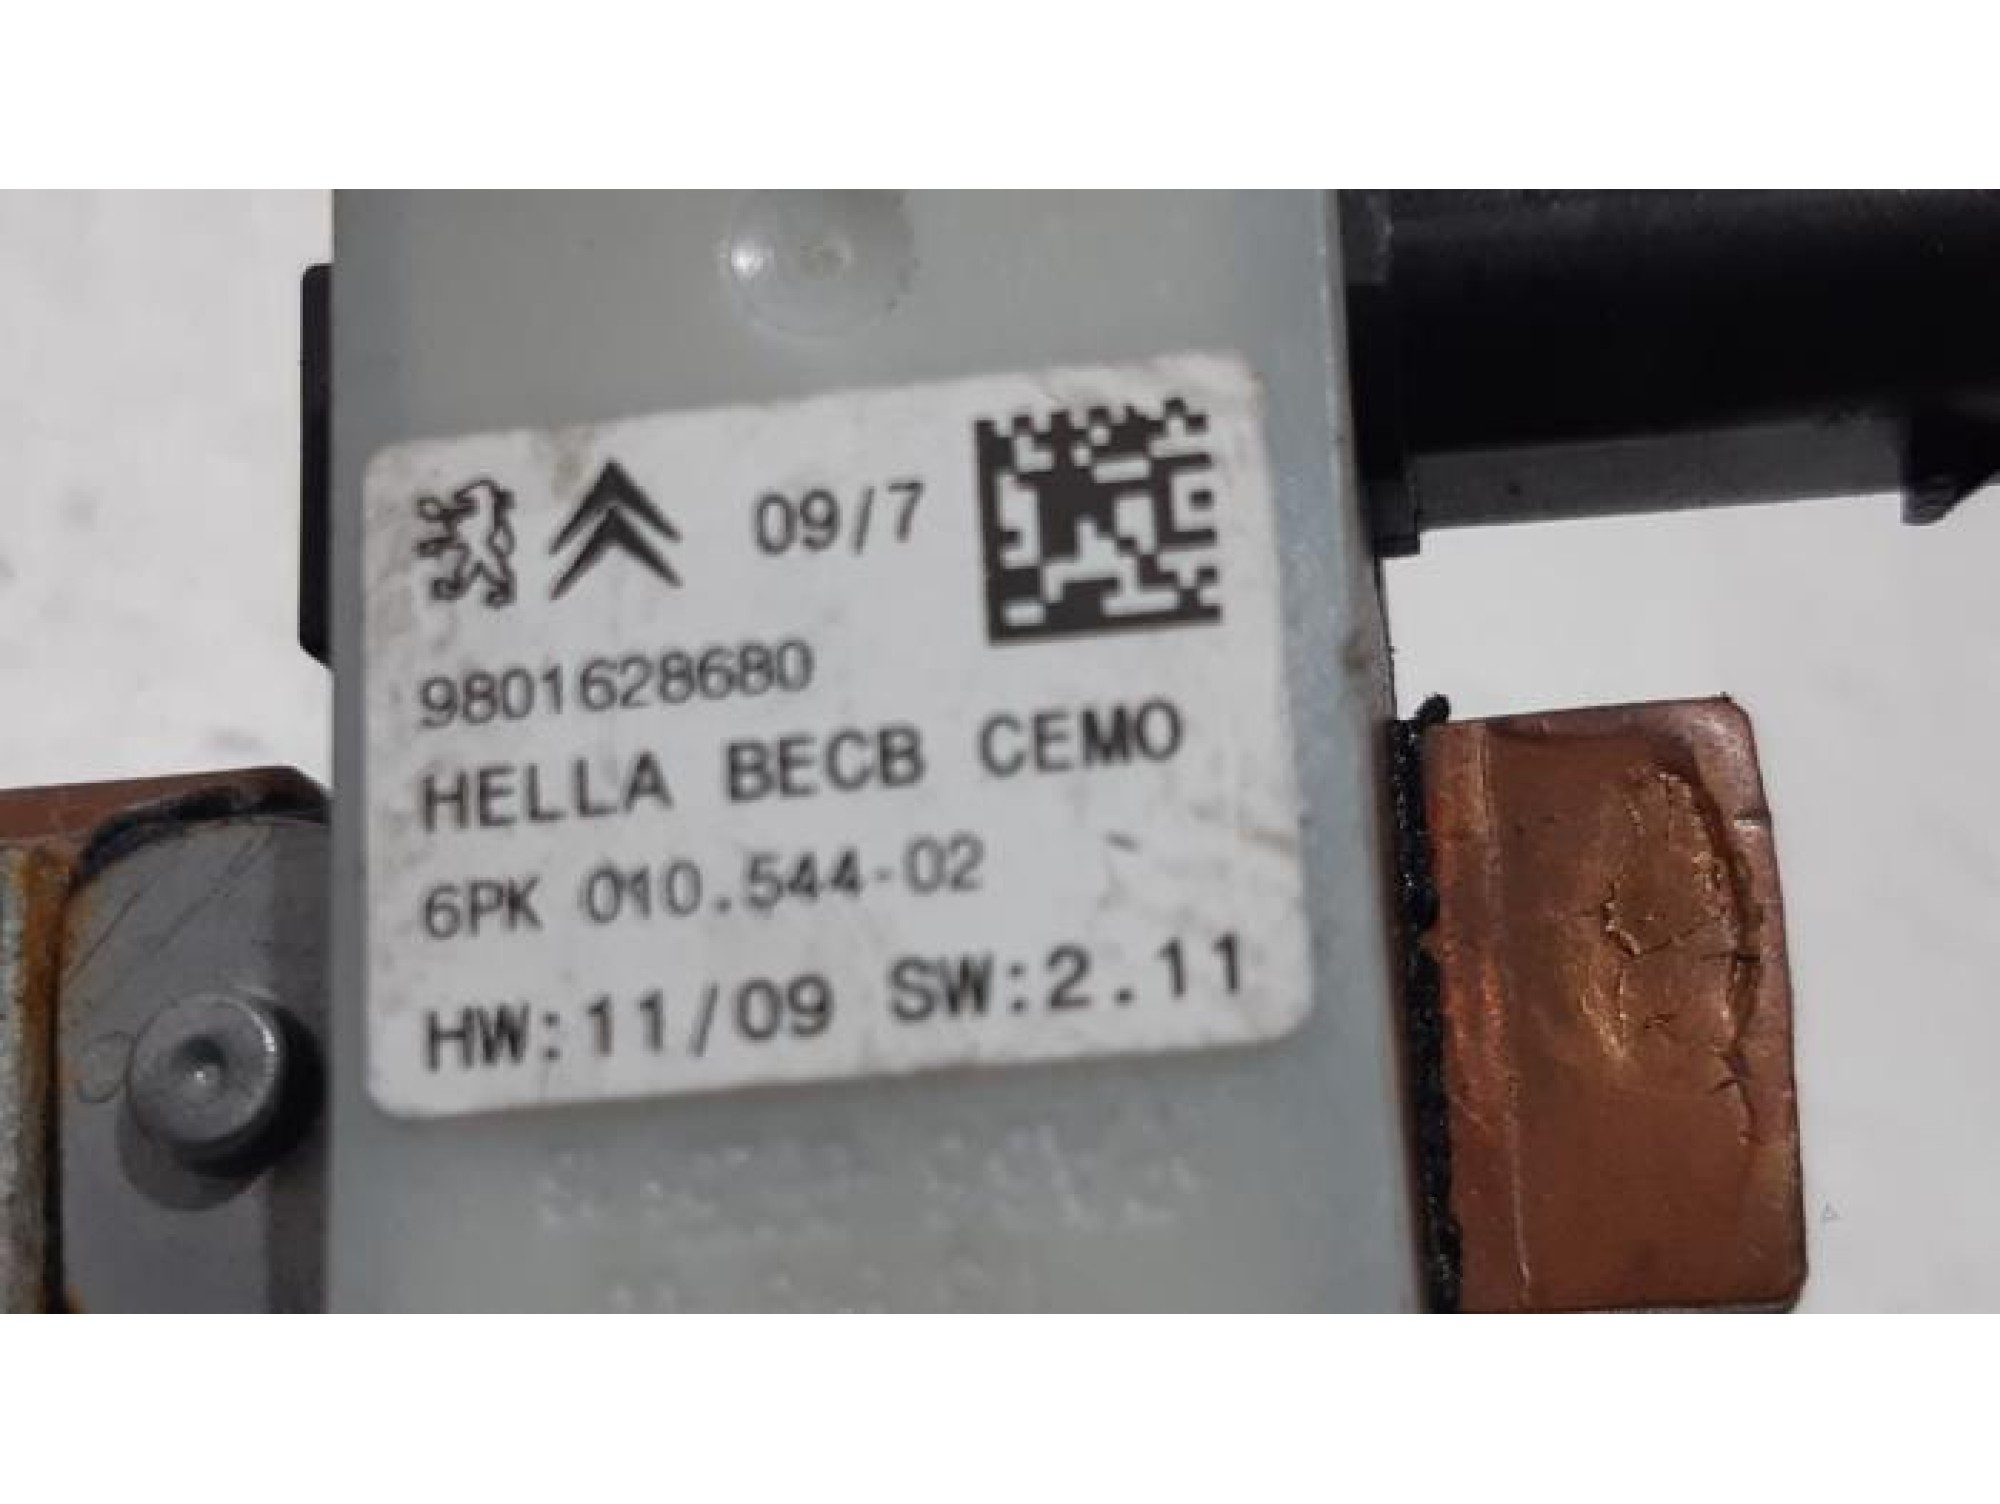 09/7
9801628680
HELLA BECB CEMO
6PK 010.544-02
HW:11/09 SW:2.11